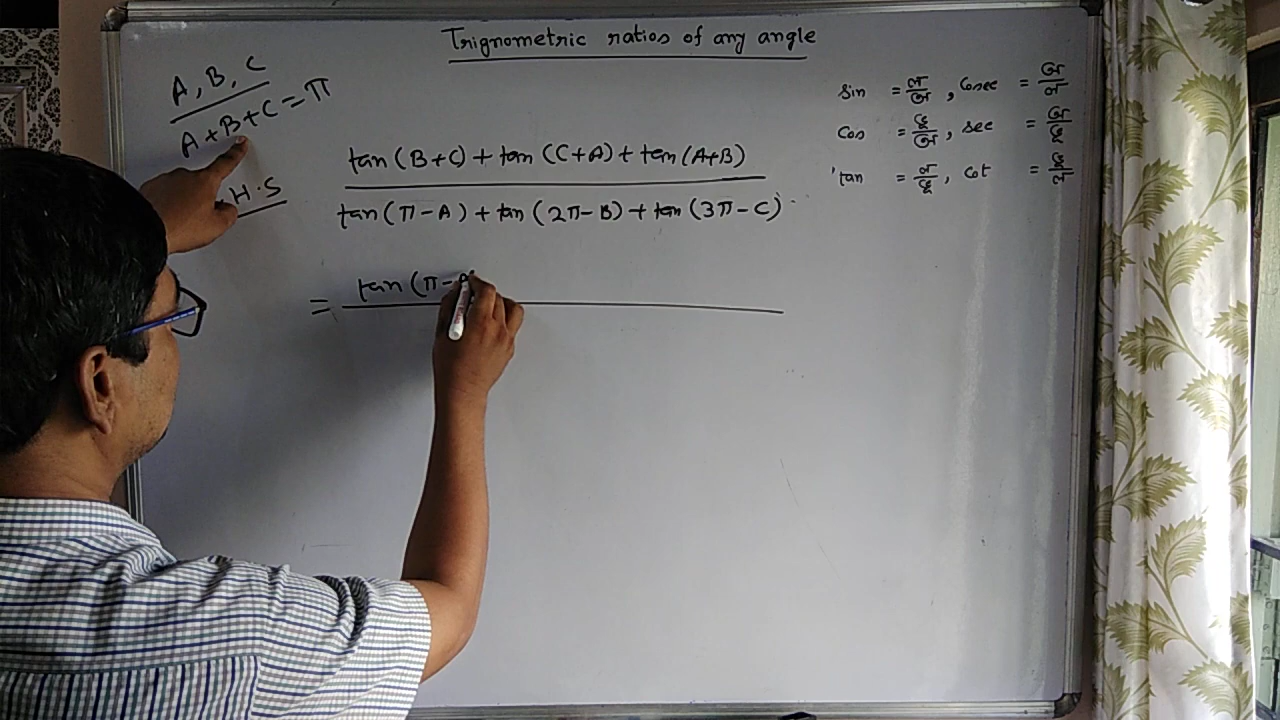 Trignometric ratios of any angle
A, B, C
A+B+C=π
H.S
tan (B+C) + tan (C+A) + tan (A+B)
tan (π-A) + tan (2π-B) + tan (3π-C)
= tan (π-A
sin = ल/अ, Cosec = अ/ल
Cos = भू/अ, sec = अ/भू
tan = ल/भू, Cot = भू/ल